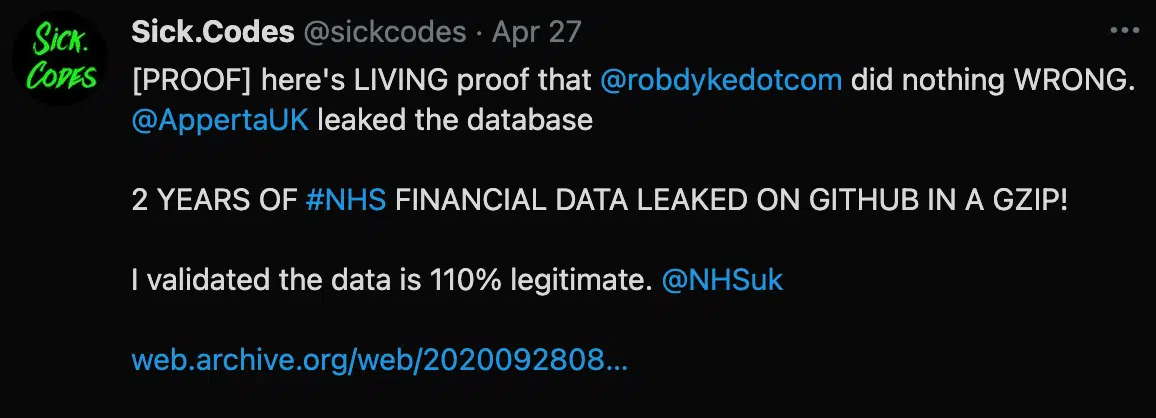 Sick.
Codes
Sick.Codes @sickcodes · Apr 27
[PROOF] here's LIVING proof that @robdykedotcom did nothing WRONG.
@AppertaUK leaked the database
2 YEARS OF #NHS FINANCIAL DATA LEAKED ON GITHUB IN A GZIP!
I validated the data is 110% legitimate. @NHSuk
web.archive.org/web/2020092808...